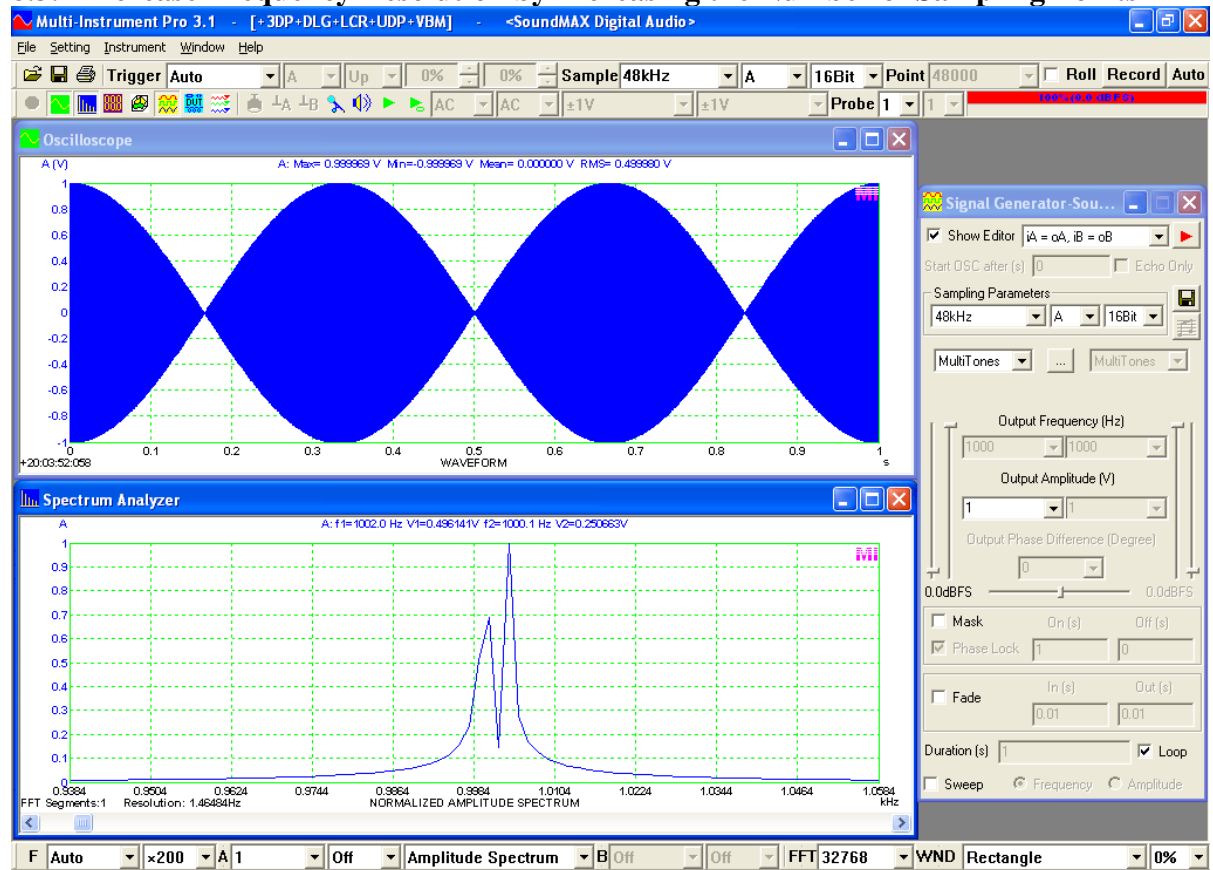 Multi-Instrument Pro 3.1 - [+3DP+DLG+LCR+UDP+VBM] - <SoundMAX Digital Audio>
File Setting Instrument Window Help
Trigger Auto A Up 0% 0% Sample 48kHz A 16Bit Point 48000 Roll Record Auto
DUT A B AC AC ±1V ±1V Probe 1 1 100% (0.0 dBFS)
Oscilloscope
A (V) A: Max= 0.999969 V Min=-0.999969 V Mean= 0.000000 V RMS= 0.499980 V
MI
1
0.8
0.6
0.4
0.2
0
-0.2
-0.4
-0.6
-0.8
-1
0 0.1 0.2 0.3 0.4 0.5 0.6 0.7 0.8 0.9 1
+20:03:52:058 WAVEFORM s
Spectrum Analyzer
A A: f1=1002.0 Hz V1=0.496141V f2=1000.1 Hz V2=0.250663V
MI
1
0.9
0.8
0.7
0.6
0.5
0.4
0.3
0.2
0.1
0
0.9384 0.9504 0.9624 0.9744 0.9864 0.9984 1.0104 1.0224 1.0344 1.0464 1.0584
FFT Segments:1 Resolution: 1.46484Hz NORMALIZED AMPLITUDE SPECTRUM kHz
Signal Generator-Sou...
Show Editor iA = oA, iB = oB
Start OSC after (s) 0 Echo Only
Sampling Parameters
48kHz A 16Bit
MultiTones ... MultiTones
Output Frequency (Hz)
1000 1000
Output Amplitude (V)
1 1
Output Phase Difference (Degree)
0
0.0dBFS 0.0dBFS
Mask On (s) Off (s)
Phase Lock 1 0
Fade In (s) Out (s)
0.01 0.01
Duration (s) 1 Loop
Sweep Frequency Amplitude
F Auto ×200 A 1 Off Amplitude Spectrum B Off Off FFT 32768 WND Rectangle 0%